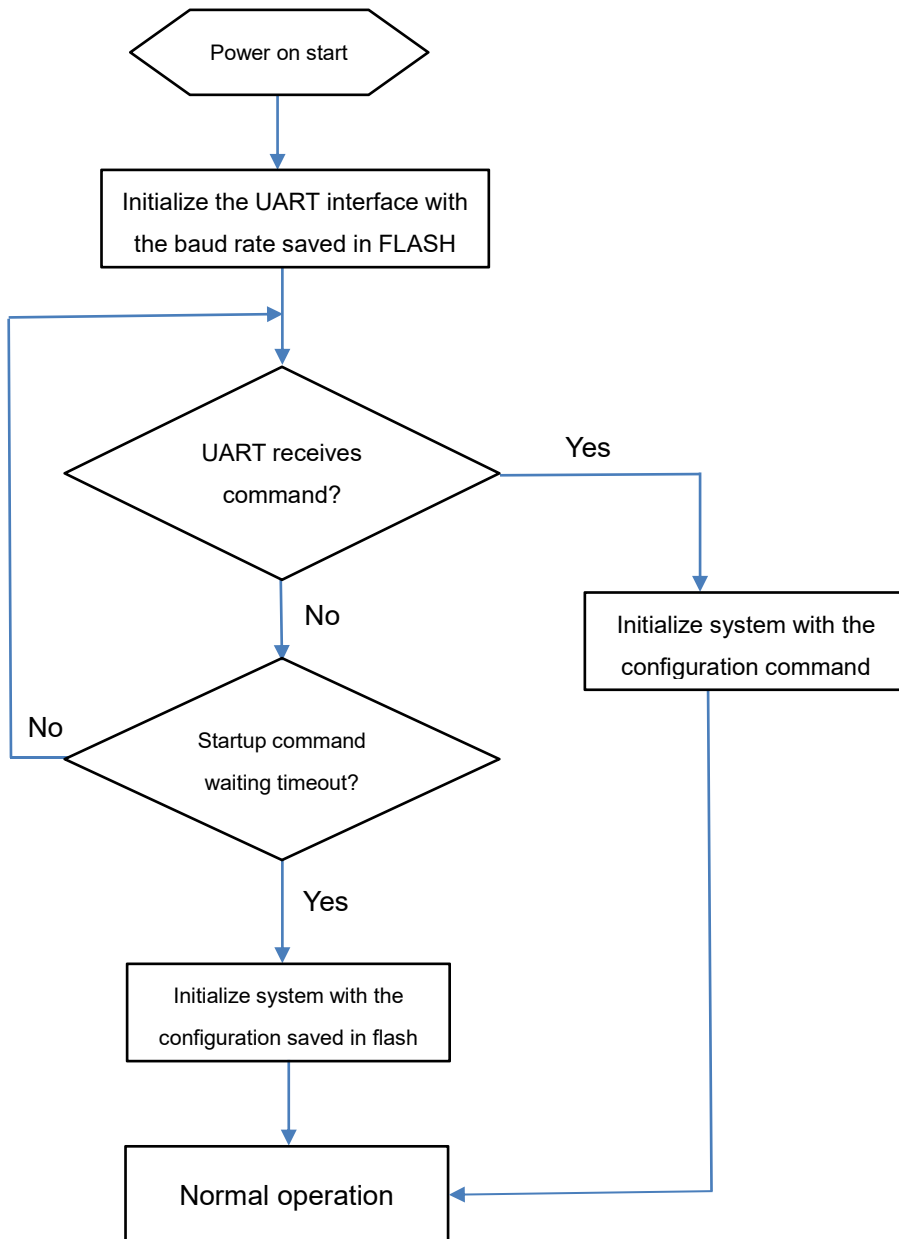 Power on start
Initialize the UART interface with
the baud rate saved in FLASH
UART receives
command?
Yes
No
Initialize system with the
configuration command
No
Startup command
waiting timeout?
Yes
Initialize system with the
configuration saved in flash
Normal operation